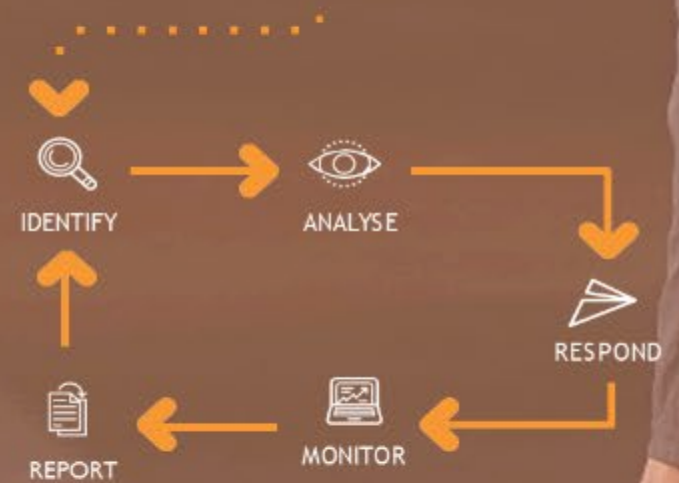 IDENTIFY
ANALYSE
RESPOND
MONITOR
REPORT